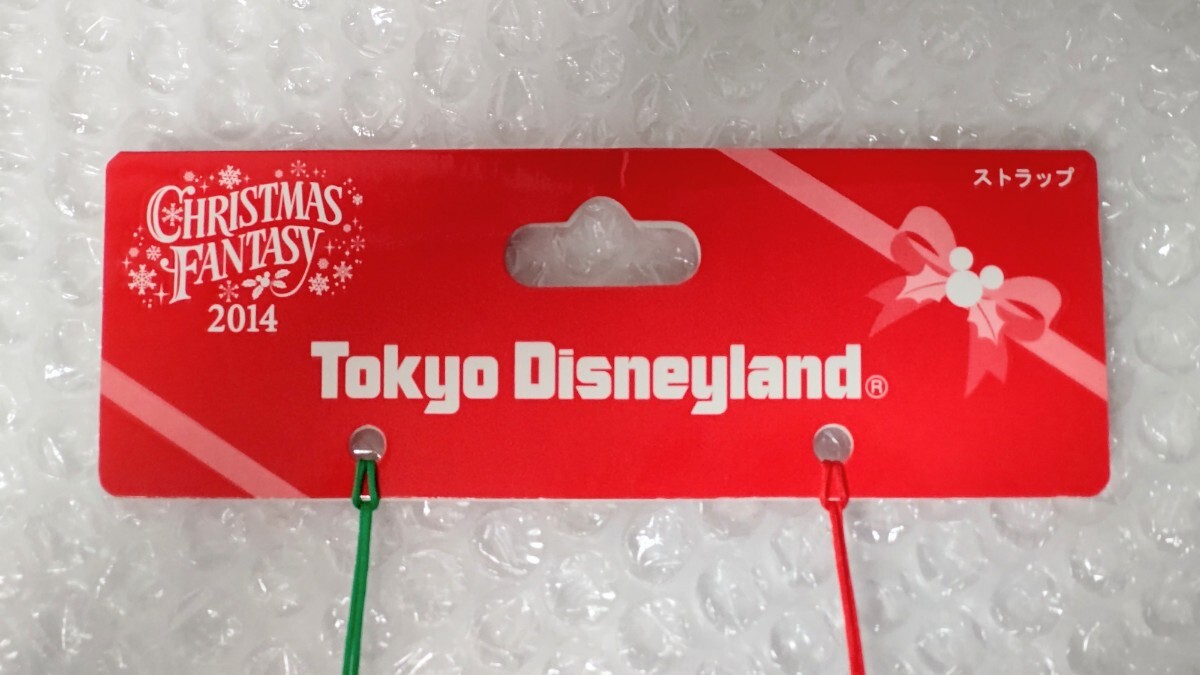 CHRISTMAS
FANTASY
2014
ストラップ
Tokyo Disneyland®